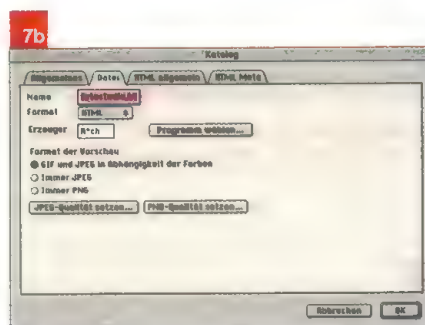 7b
Katalog
Allgemeines Datei HTML allgemein HTML Meta
Name
Format HTML
Erzeuger R*ch Programm wählen...
Format der Vorschau
GIF und JPEG in Abhängigkeit der Farben
Immer JPEG
Immer PNG
JPEG-Qualität setzen... PNG-Qualität setzen...
Abbrechen OK